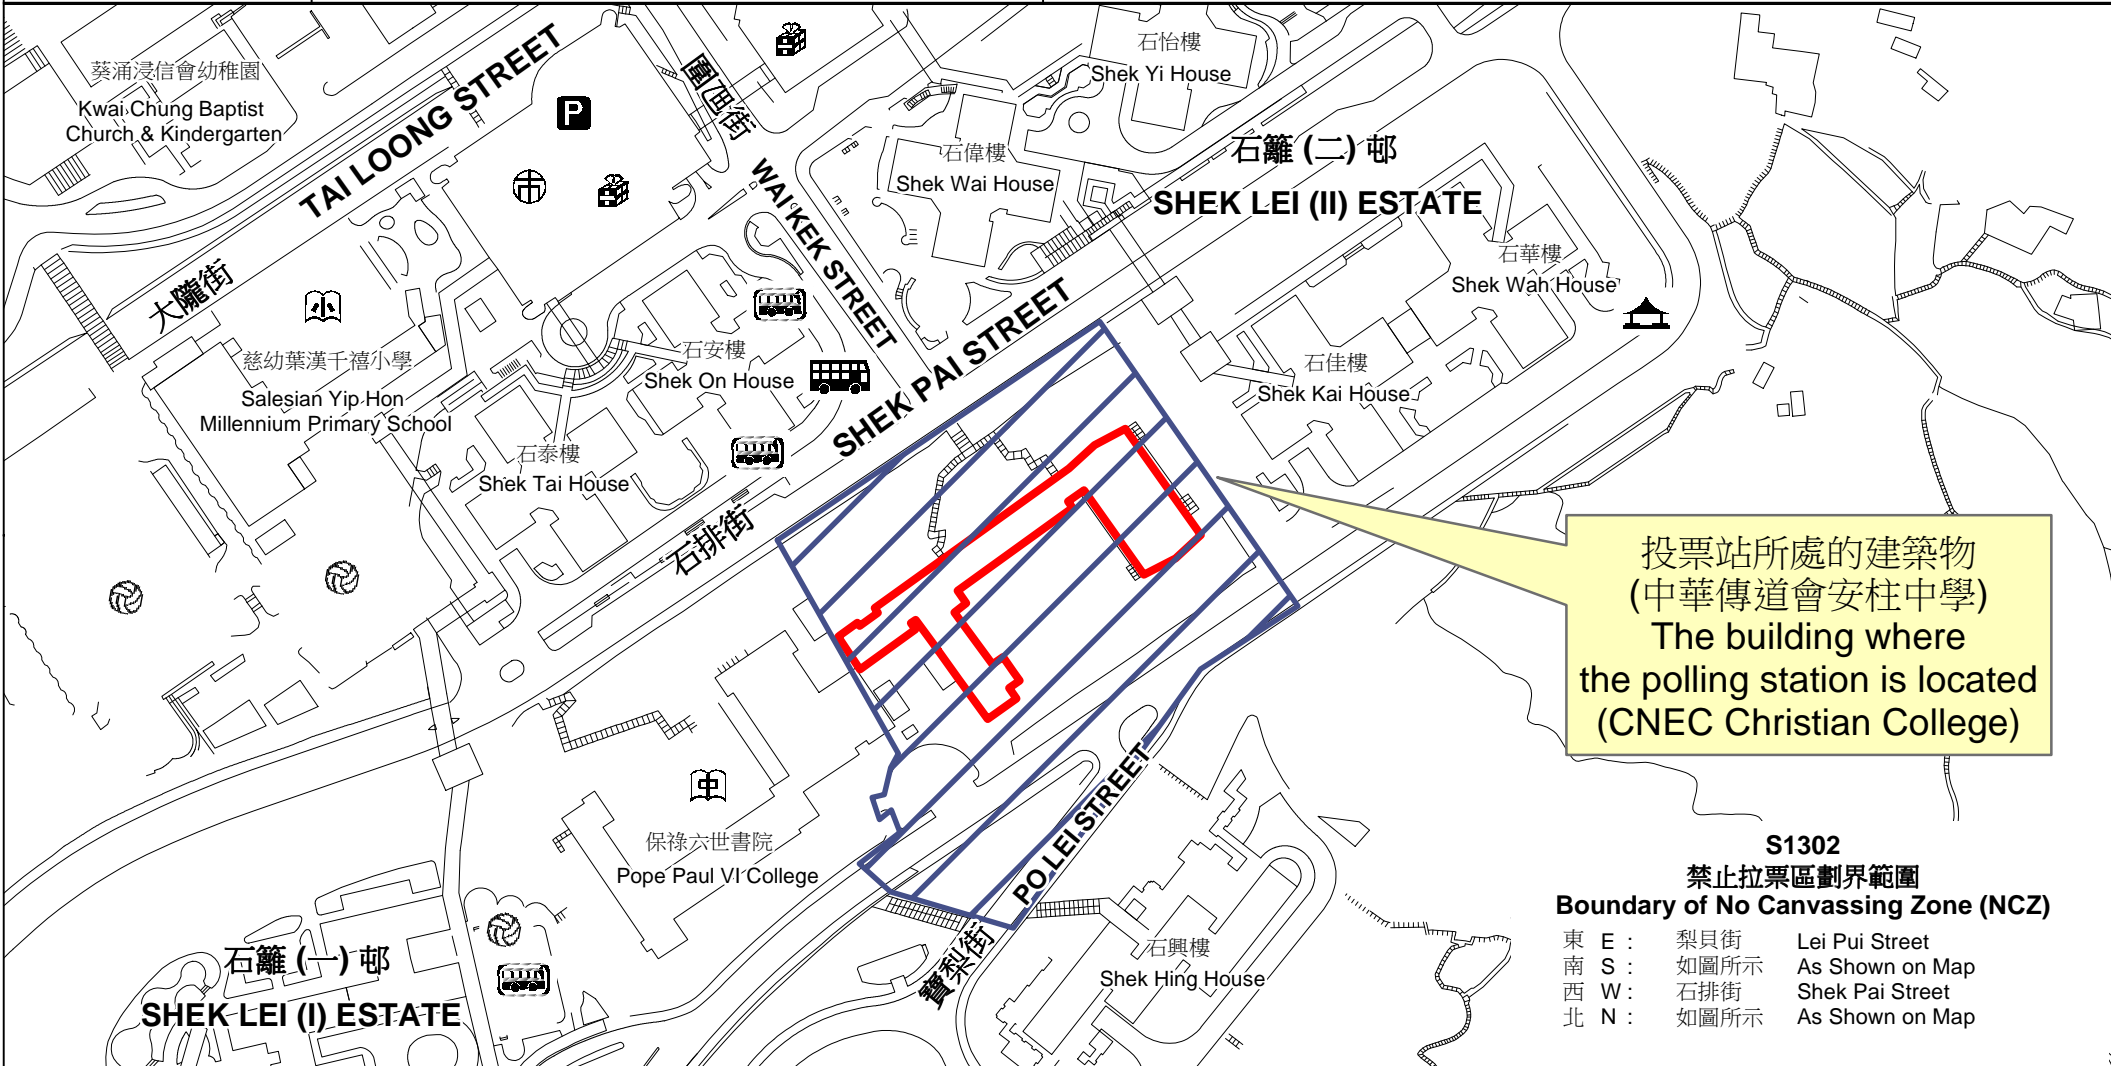 葵涌浸信會幼稚園
Kwai Chung Baptist
Church & Kindergarten
TAI LOONG STREET
大隴街
P
圍乪街
WAI KEK STREET
石怡樓
Shek Yi House
石偉樓
Shek Wai House
石籬 (二) 邨
SHEK LEI (II) ESTATE
石華樓
Shek Wah House
石佳樓
Shek Kai House
慈幼葉漢千禧小學
Salesian Yip Hon
Millennium Primary School
石安樓
Shek On House
石泰樓
Shek Tai House
SHEK PAI STREET
石排街
投票站所處的建築物
(中華傳道會安柱中學)
The building where
the polling station is located
(CNEC Christian College)
中
保祿六世書院
Pope Paul VI College
PO LEI STREET
寶梨街
石興樓
Shek Hing House
石籬 (一) 邨
SHEK LEI (I) ESTATE
S1302
禁止拉票區劃界範圍
Boundary of No Canvassing Zone (NCZ)
東 E : 梨貝街 Lei Pui Street
南 S : 如圖所示 As Shown on Map
西 W : 石排街 Shek Pai Street
北 N : 如圖所示 As Shown on Map